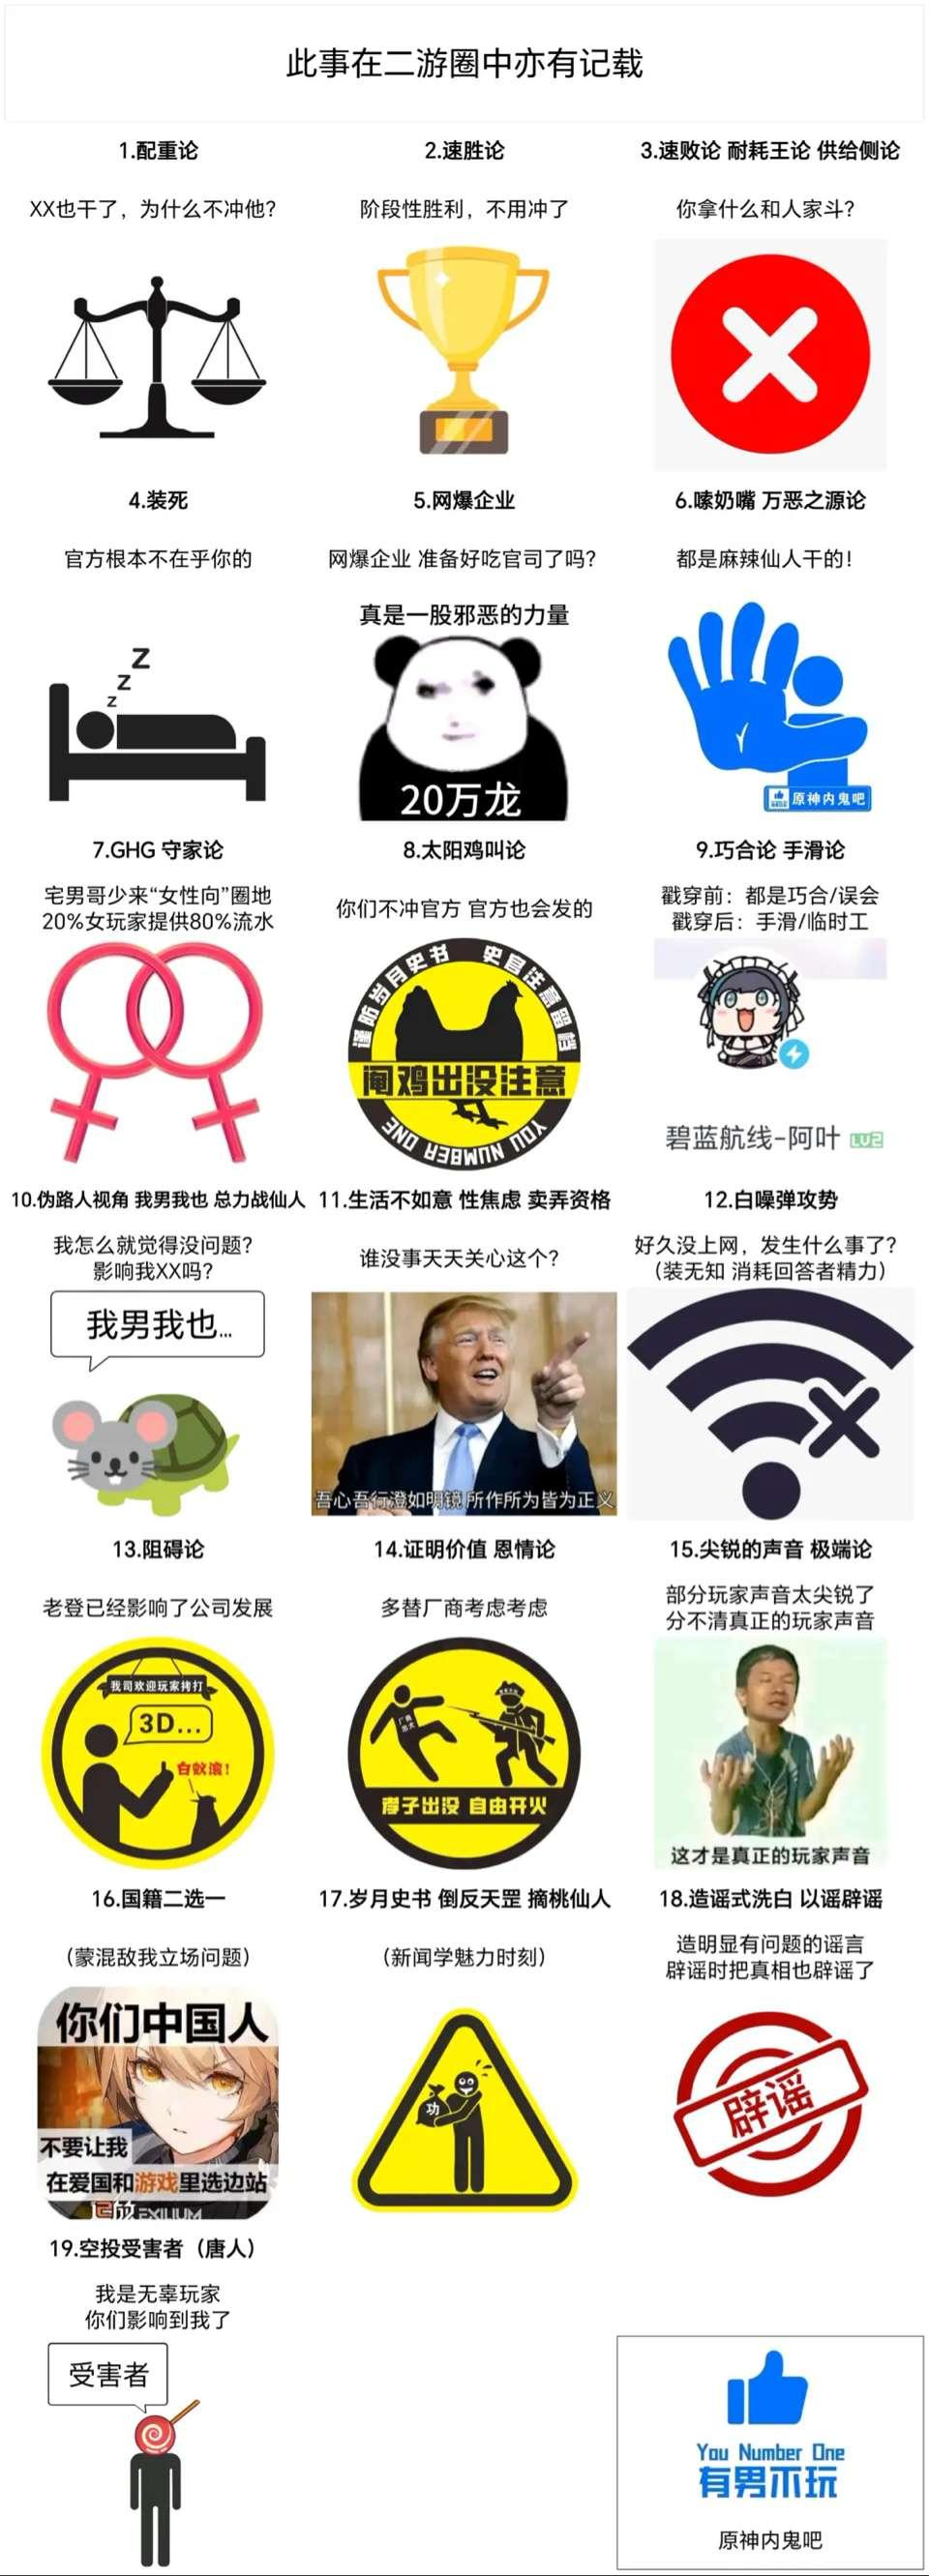 此事在二游圈中亦有记载
1.配重论
XX也干了，为什么不冲他？
2.速胜论
阶段性胜利，不用冲了
3.速败论 耐耗王论 供给侧论
你拿什么和人家斗？
4.装死
官方根本不在乎你的
Z
Z
Z
5.网爆企业
网爆企业 准备好吃官司了吗？
真是一股邪恶的力量
20万龙
6.嗦奶嘴 万恶之源论
都是麻辣仙人干的！
原神内鬼吧
7.GHG 守家论
宅男哥少来“女性向”圈地
20%女玩家提供80%流水
8.太阳鸡叫论
你们不冲官方 官方也会发的
谨防岁月史书 史官注意留档
阉鸡出没注意
YOU NUMBER ONE
9.巧合论 手滑论
戳穿前：都是巧合/误会
戳穿后：手滑/临时工
碧蓝航线-阿叶 LV2
10.伪路人视角 我男我也 总力战仙人
我怎么就觉得没问题？
影响我XX吗？
我男我也...
11.生活不如意 性焦虑 卖弄资格
谁没事天天关心这个？
吾心吾行澄如明镜 所作所为皆为正义
12.白噪弹攻势
好久没上网，发生什么事了？
（装无知 消耗回答者精力）
13.阻碍论
老登已经影响了公司发展
我司欢迎玩家拷打
3D...
白蚁滚！
14.证明价值 恩情论
多替厂商考虑考虑
孝子出没 自由开火
15.尖锐的声音 极端论
部分玩家声音太尖锐了
分不清真正的玩家声音
这才是真正的玩家声音
16.国籍二选一
（蒙混敌我立场问题）
你们中国人
不要让我
在爱国和游戏里选边站
EXILIUM
17.岁月史书 倒反天罡 摘桃仙人
（新闻学魅力时刻）
功
18.造谣式洗白 以谣辟谣
造明显有问题的谣言
辟谣时把真相也辟谣了
辟谣
19.空投受害者（唐人）
我是无辜玩家
你们影响到我了
受害者
You Number One
有男不玩
原神内鬼吧